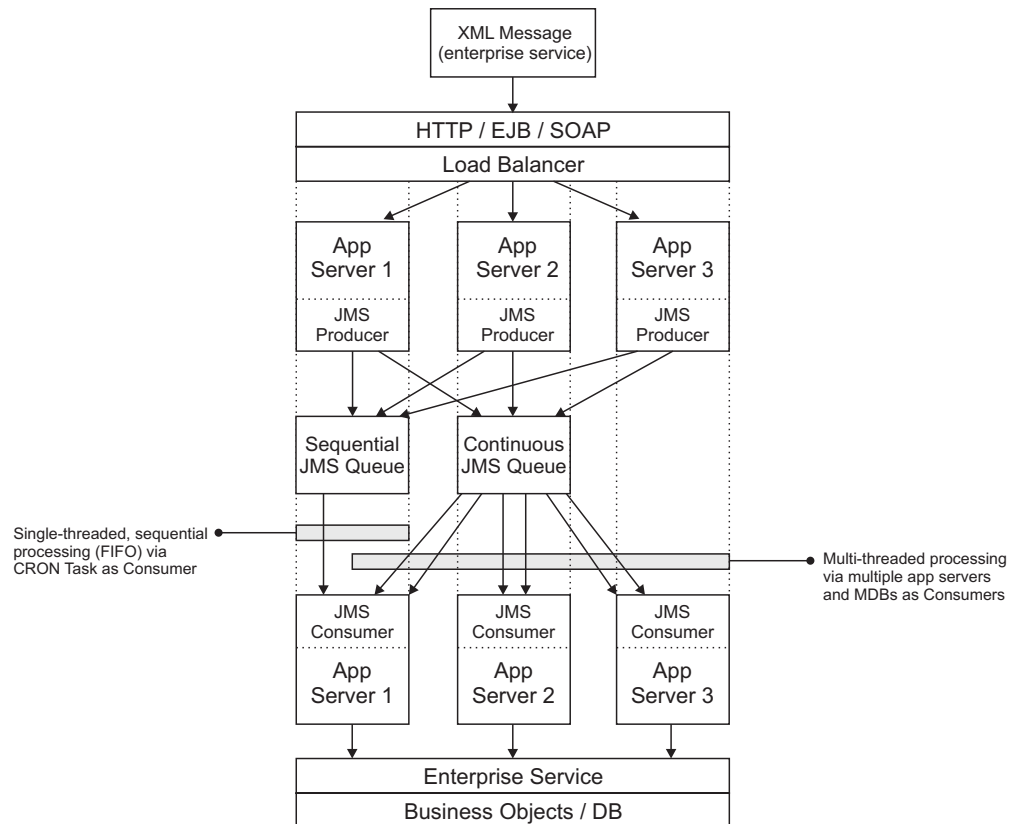 XML Message
(enterprise service)
HTTP / EJB / SOAP
Load Balancer
App
Server 1
App
Server 2
App
Server 3
JMS
Producer
JMS
Producer
JMS
Producer
Sequential
JMS Queue
Continuous
JMS Queue
Single-threaded, sequential
processing (FIFO) via
CRON Task as Consumer
Multi-threaded processing
via multiple app servers
and MDBs as Consumers
JMS
Consumer
JMS
Consumer
JMS
Consumer
App
Server 1
App
Server 2
App
Server 3
Enterprise Service
Business Objects / DB